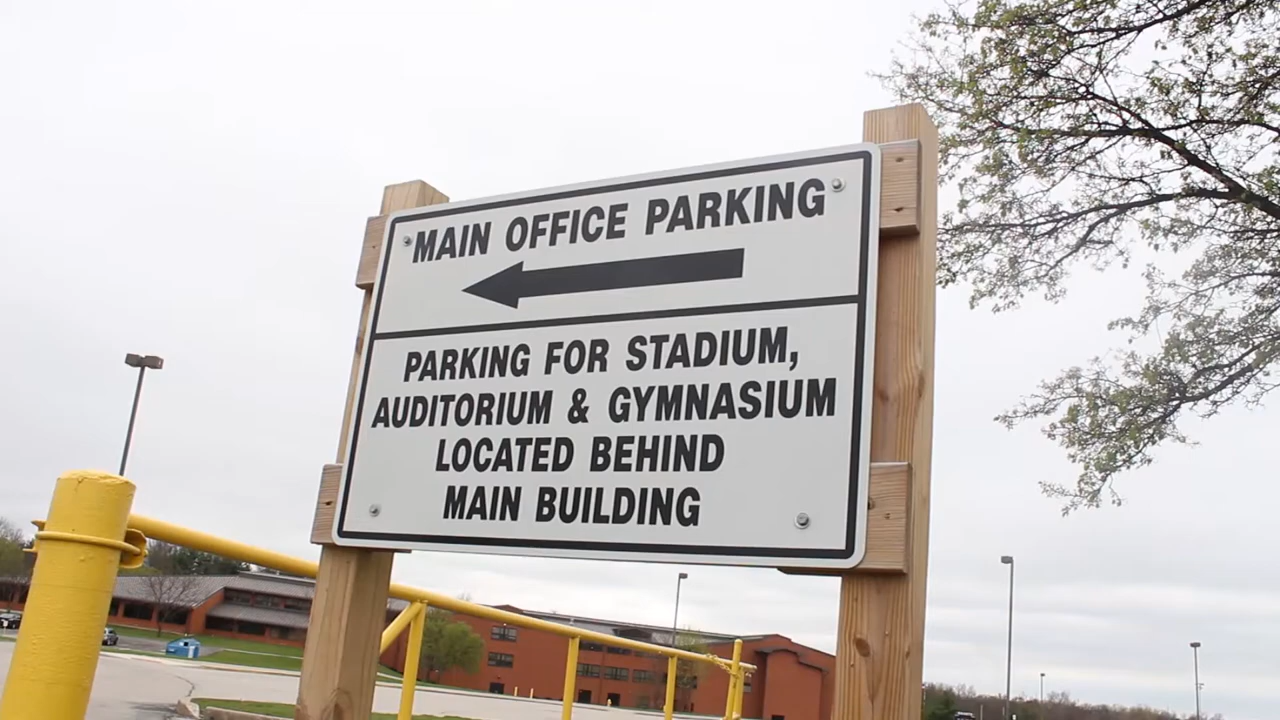 MAIN OFFICE PARKING
PARKING FOR STADIUM,
AUDITORIUM & GYMNASIUM
LOCATED BEHIND
MAIN BUILDING